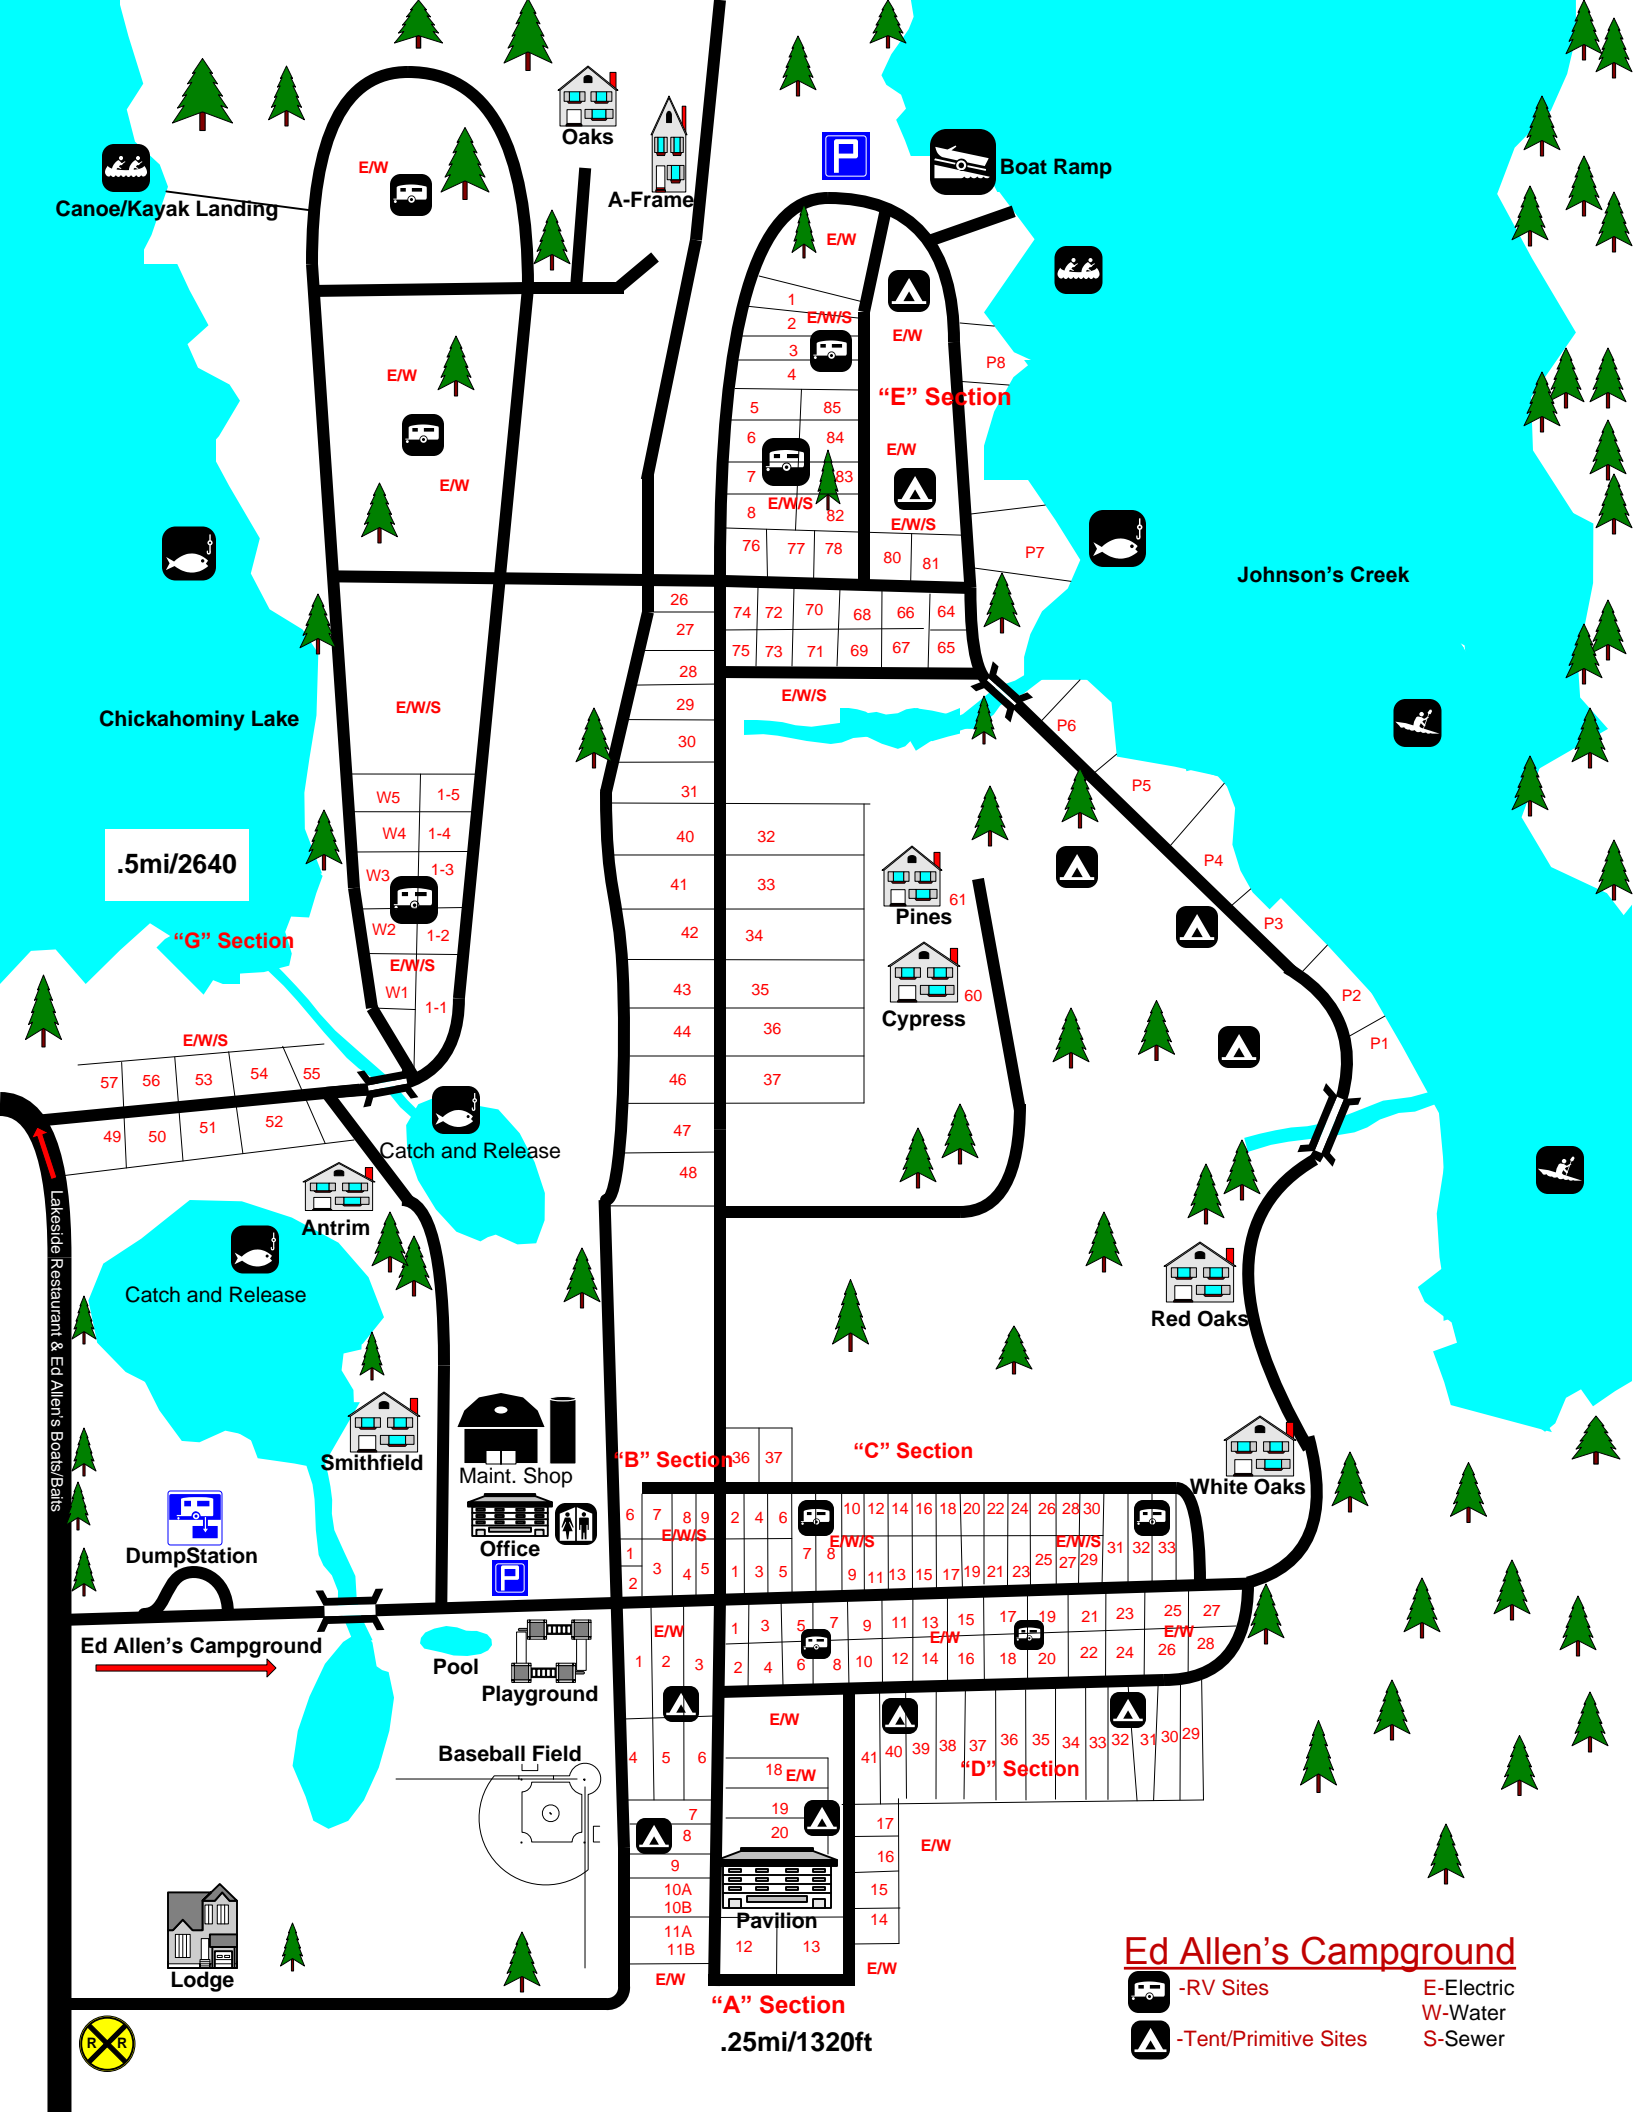 Oaks
A-Frame
P
Boat Ramp
E/W
Canoe/Kayak Landing
E/W
1
2
E/W/S
3
4
E/W
P8
“E” Section
E/W
5
85
6
84
E/W
7
83
E/W/S
8
82
E/W
E/W/S
76
77
78
80
81
P7
Johnson's Creek
26
27
28
29
30
31
74
72
70
68
66
64
75
73
71
69
67
65
E/W/S
P6
P5
P4
P3
P2
P1
Chickahominy Lake
E/W/S
W5
1-5
W4
1-4
W3
1-3
W2
1-2
E/W/S
W1
1-1
.5mi/2640
“G” Section
40
32
41
33
42
34
43
35
44
36
46
37
47
48
Pines
61
Cypress
60
E/W/S
57
56
53
54
55
49
50
51
52
Catch and Release
Antrim
Catch and Release
Lakeside Restaurant & Ed Allen's Boats/Baits
Red Oaks
White Oaks
Smithfield
Maint. Shop
Office
P
DumpStation
“B” Section
36
37
“C” Section
6
7
8
9
E/W/S
1
2
3
4
5
2
4
6
1
3
5
7
8
10
12
14
16
18
20
22
24
26
28
30
E/W/S
E/W/S
9
11
13
15
17
19
21
23
25
27
29
31
32
33
Ed Allen's Campground
Pool
Playground
Baseball Field
E/W
1
2
3
4
5
6
7
8
9
10A
10B
11A
11B
E/W
1
3
5
7
9
11
13
15
17
19
21
23
25
27
E/W
E/W
2
4
6
8
10
12
14
16
18
20
22
24
26
28
E/W
18
E/W
19
20
Pavilion
12
13
41
40
39
38
37
36
35
34
33
32
31
30
29
“D” Section
17
16
15
14
E/W
E/W
“A” Section
.25mi/1320ft
Lodge
R R
Ed Allen's Campground
-RV Sites
E-Electric
W-Water
-Tent/Primitive Sites
S-Sewer